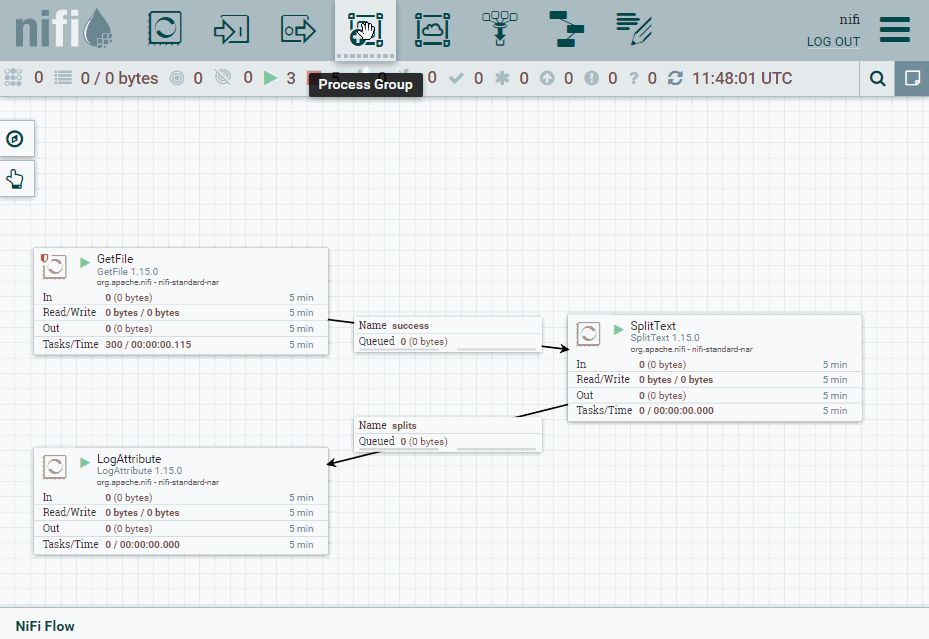 nifi
nifi
LOG OUT
0 0 / 0 bytes 0 0 3 5 0 0 0 0 0 0 11:48:01 UTC
Process Group
GetFile
GetFile 1.15.0
org.apache.nifi - nifi-standard-nar
In 0 (0 bytes) 5 min
Read/Write 0 bytes / 0 bytes 5 min
Out 0 (0 bytes) 5 min
Tasks/Time 300 / 00:00:00.115 5 min
Name success
Queued 0 (0 bytes)
SplitText
SplitText 1.15.0
org.apache.nifi - nifi-standard-nar
In 0 (0 bytes) 5 min
Read/Write 0 bytes / 0 bytes 5 min
Out 0 (0 bytes) 5 min
Tasks/Time 0 / 00:00:00.000 5 min
Name splits
Queued 0 (0 bytes)
LogAttribute
LogAttribute 1.15.0
org.apache.nifi - nifi-standard-nar
In 0 (0 bytes) 5 min
Read/Write 0 bytes / 0 bytes 5 min
Out 0 (0 bytes) 5 min
Tasks/Time 0 / 00:00:00.000 5 min
NiFi Flow